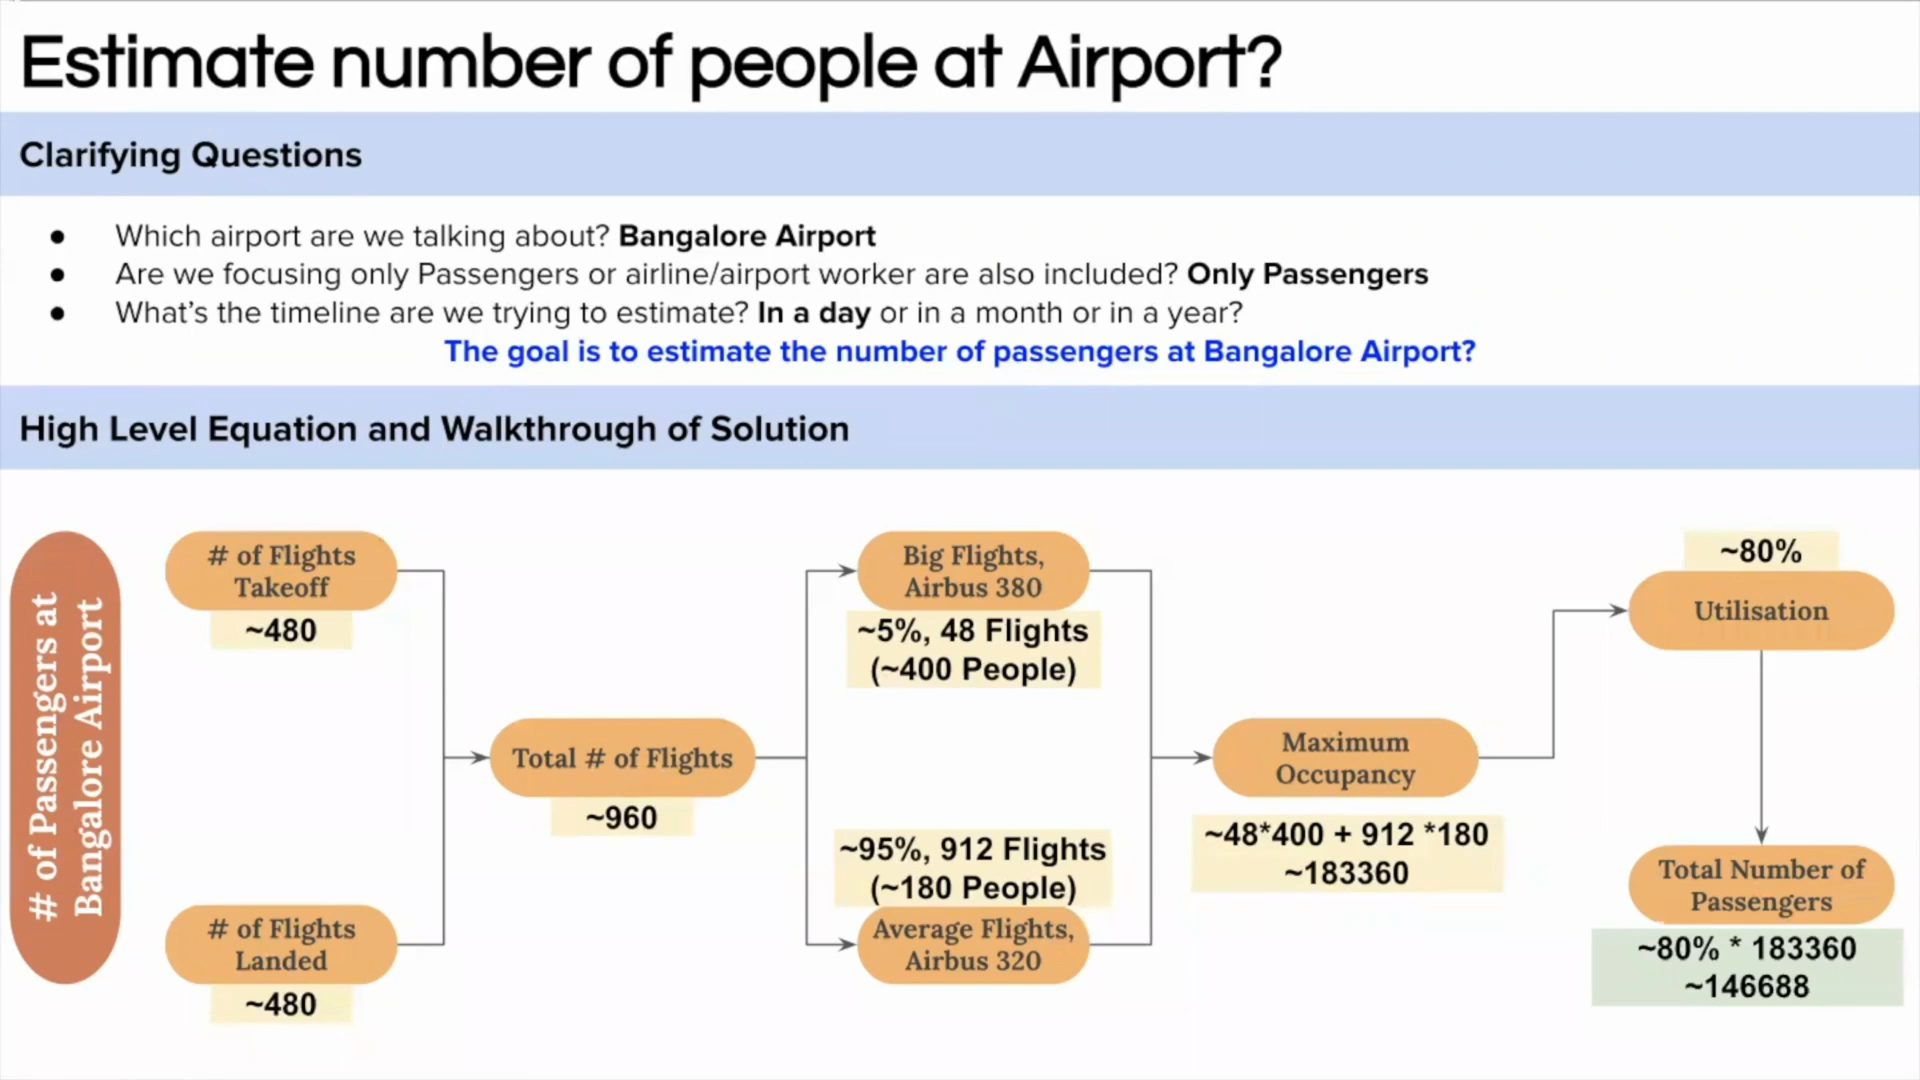 Estimate number of people at Airport?
Clarifying Questions
● Which airport are we talking about? Bangalore Airport
● Are we focusing only Passengers or airline/airport worker are also included? Only Passengers
● What's the timeline are we trying to estimate? In a day or in a month or in a year?
The goal is to estimate the number of passengers at Bangalore Airport?
High Level Equation and Walkthrough of Solution
# of Passengers at
Bangalore Airport
# of Flights
Takeoff
~480
# of Flights
Landed
~480
Total # of Flights
~960
Big Flights,
Airbus 380
~5%, 48 Flights
(~400 People)
~95%, 912 Flights
(~180 People)
Average Flights,
Airbus 320
Maximum
Occupancy
~48*400 + 912 *180
~183360
~80%
Utilisation
Total Number of
Passengers
~80% * 183360
~146688